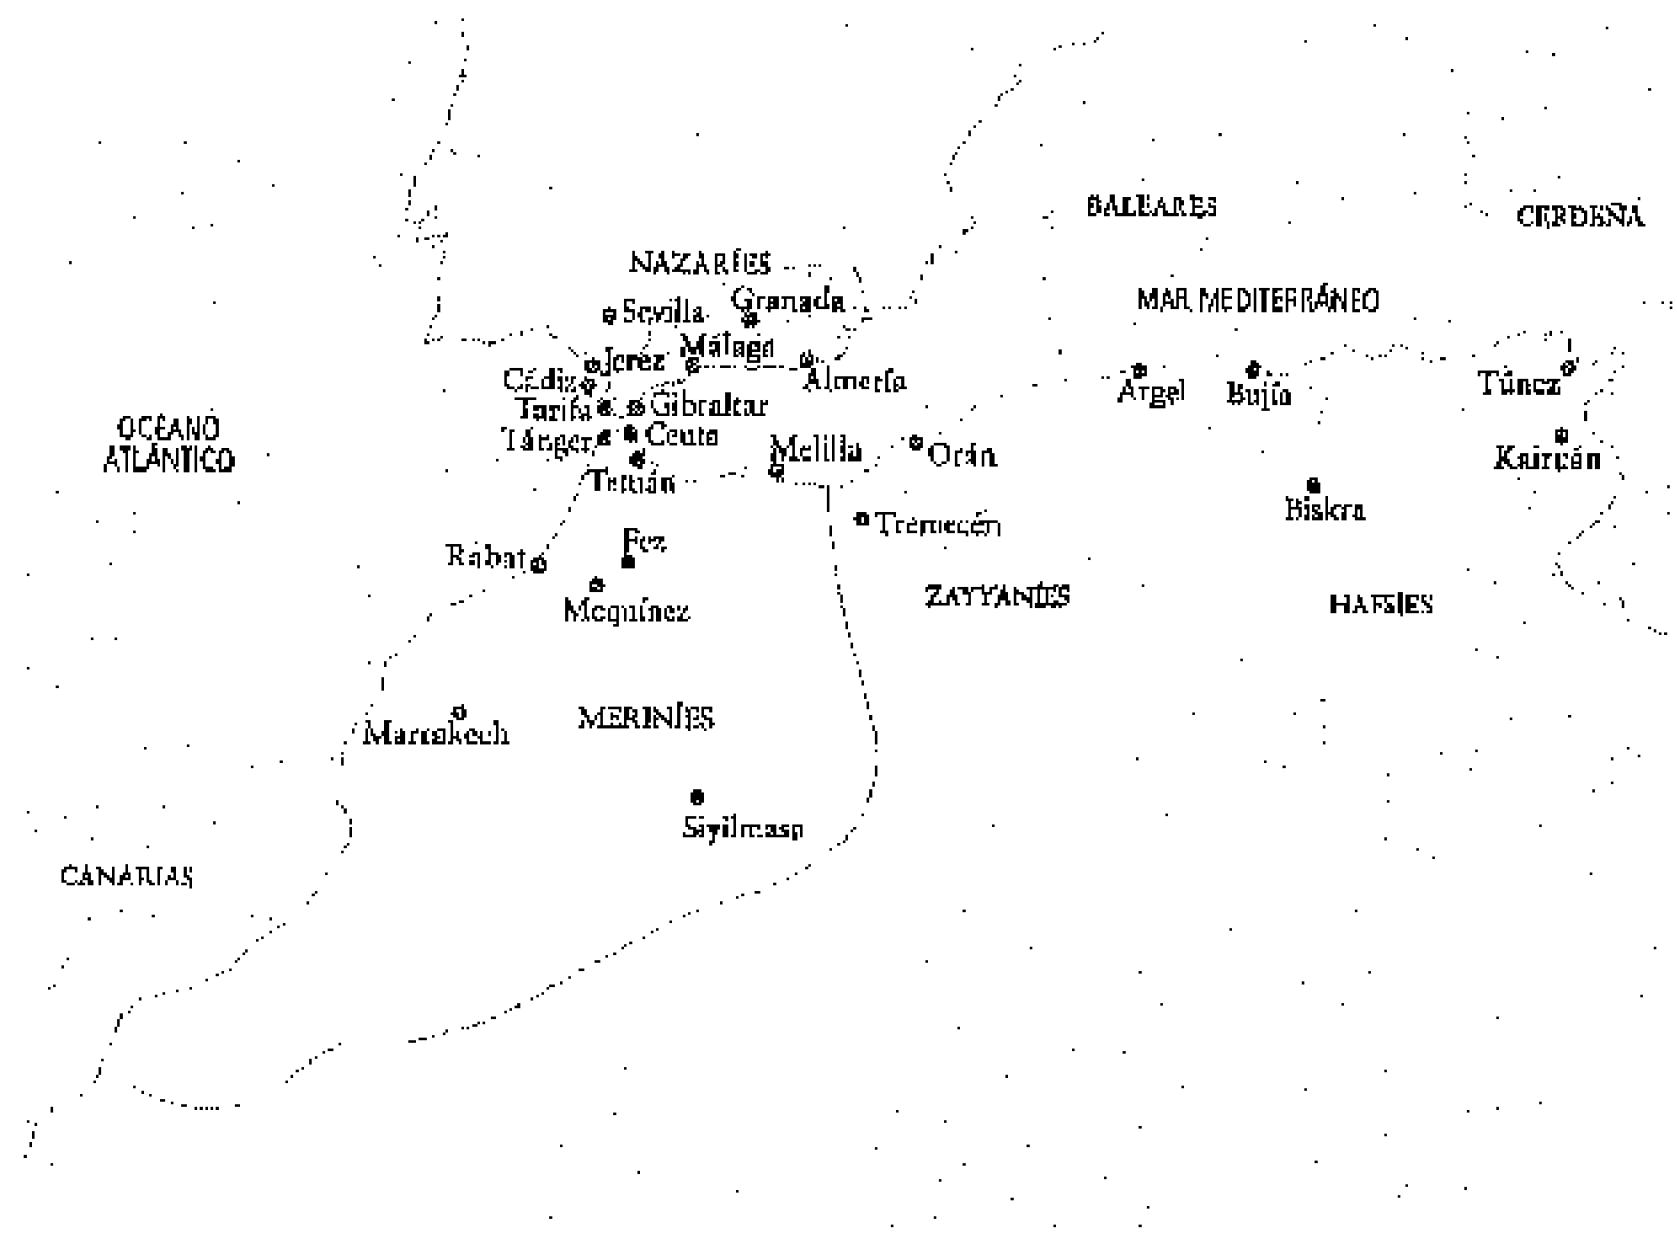 BALEARES
CERDEÑA
NAZARÍES
Granada
MAR MEDITERRÁNEO
Sevilla
Málaga
Jerez
Almería
Cádiz
Argel
Bujía
Túnez
Tarifa
Gibraltar
OCÉANO
ATLÁNTICO
Tánger
Ceuta
Melilla
Orán
Kairuán
Tetuán
Biskra
Tremecén
Fez
Rabat
ZAYYANÍES
HAFSÍES
Mequínez
MERINÍES
Marrakech
Siyilmasa
CANARIAS